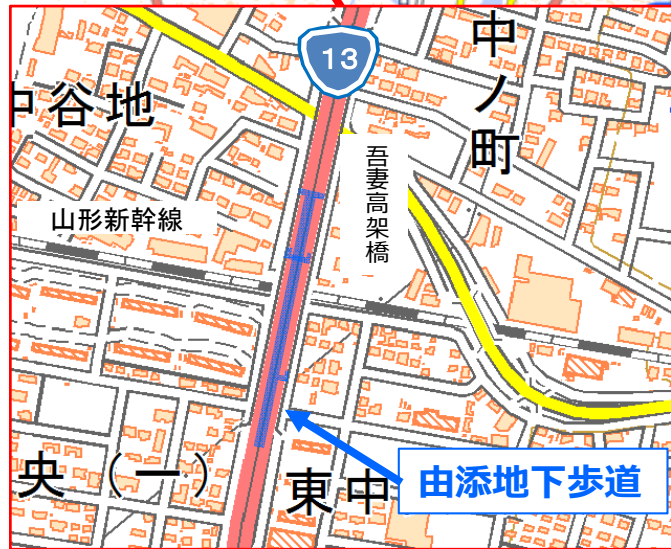 13
中ノ町
中谷地
吾妻高架橋
山形新幹線
央(一)
東中
由添地下歩道